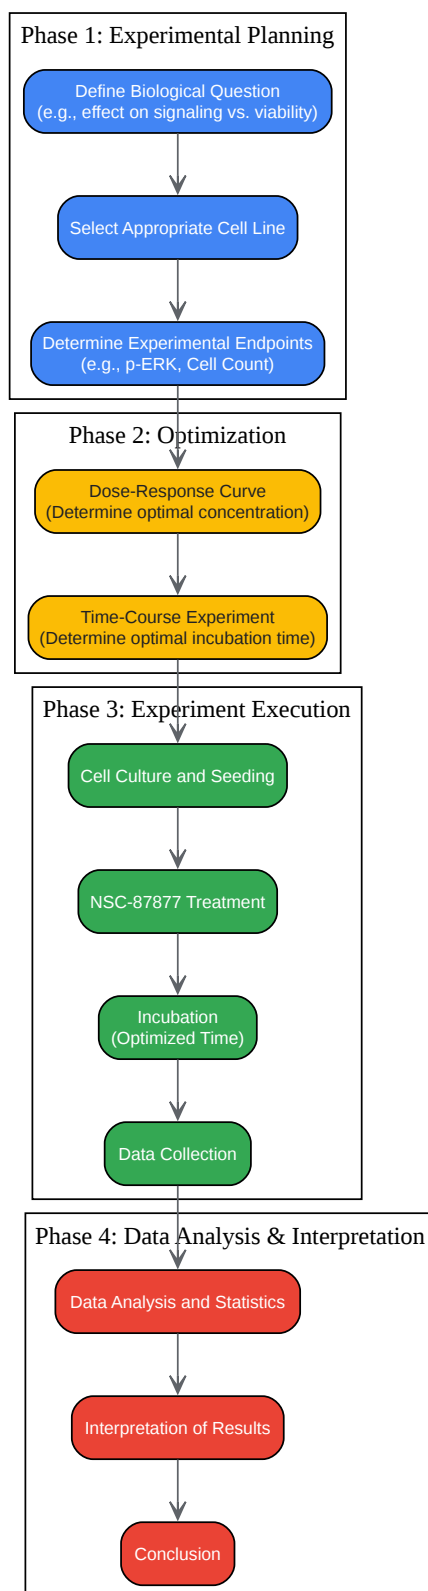 Phase 1: Experimental Planning
Define Biological Question
(e.g., effect on signaling vs. viability)
Select Appropriate Cell Line
Determine Experimental Endpoints
(e.g., p-ERK, Cell Count)
Phase 2: Optimization
Dose-Response Curve
(Determine optimal concentration)
Time-Course Experiment
(Determine optimal incubation time)
Phase 3: Experiment Execution
Cell Culture and Seeding
NSC-87877 Treatment
Incubation
(Optimized Time)
Data Collection
Phase 4: Data Analysis & Interpretation
Data Analysis and Statistics
Interpretation of Results
Conclusion